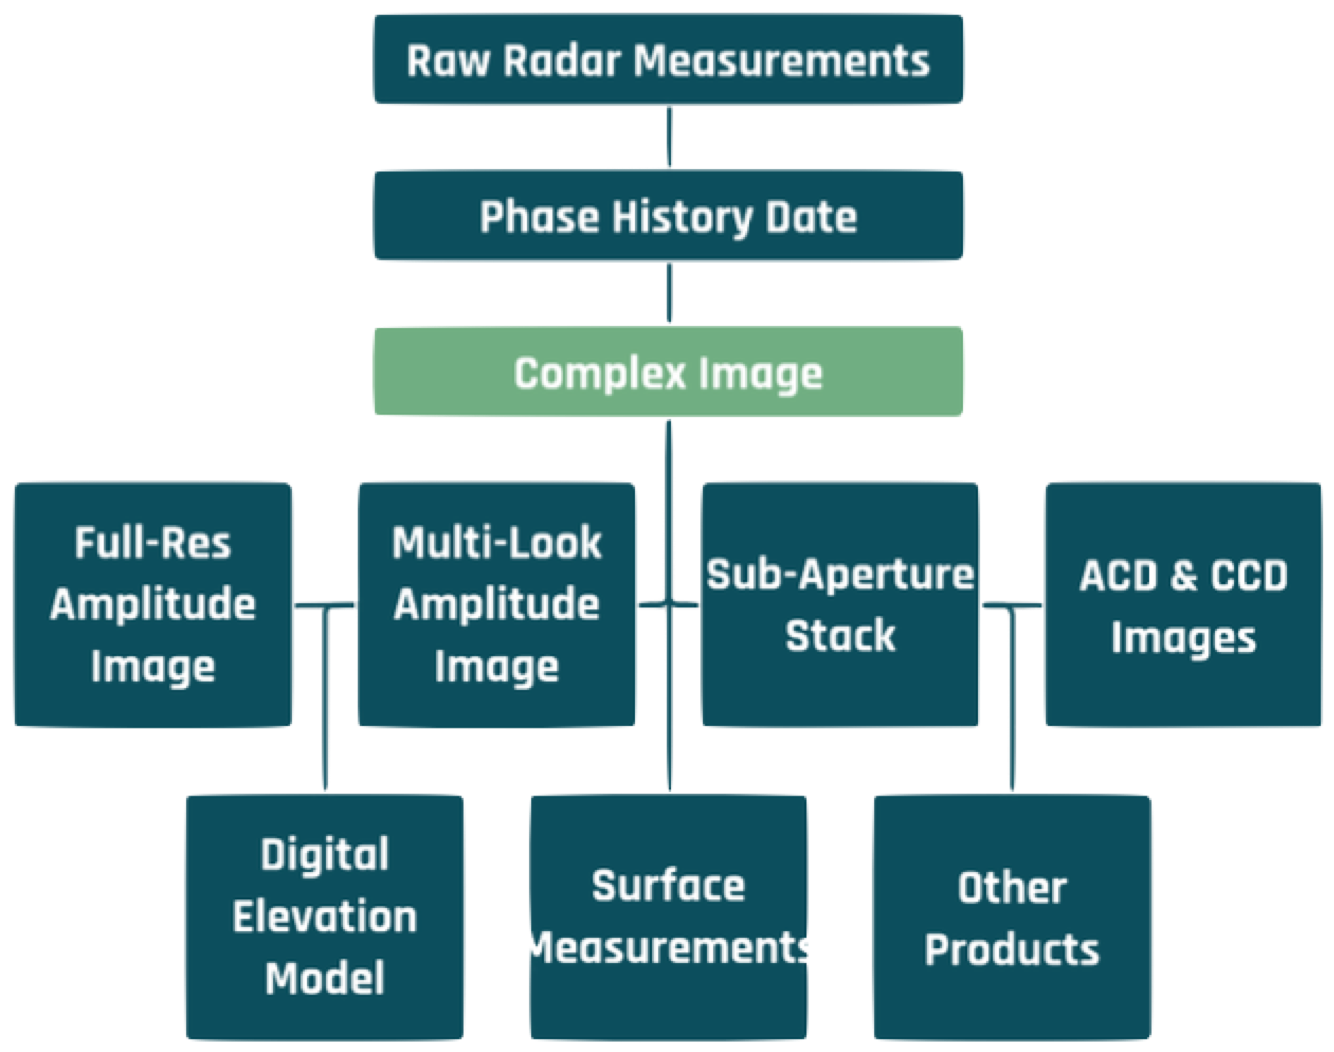 Raw Radar Measurements
Phase History Date
Complex Image
Full-Res
Amplitude
Image
Multi-Look
Amplitude
Image
Sub-Aperture
Stack
ACD & CCD
Images
Digital
Elevation
Model
Surface
Measurements
Other
Products